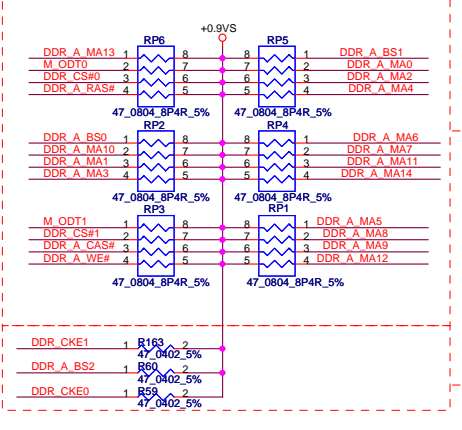 +0.9VS
RP6 RP5
DDR_A_MA13 1 8 8 1 DDR_A_BS1
M_ODT0 2 7 7 2 DDR_A_MA0
DDR_CS#0 3 6 6 3 DDR_A_MA2
DDR_A_RAS# 4 5 5 4 DDR_A_MA4
47_0804_8P4R_5% 47_0804_8P4R_5%
RP2 RP4
DDR_A_BS0 1 8 8 1 DDR_A_MA6
DDR_A_MA10 2 7 7 2 DDR_A_MA7
DDR_A_MA1 3 6 6 3 DDR_A_MA11
DDR_A_MA3 4 5 5 4 DDR_A_MA14
47_0804_8P4R_5% 47_0804_8P4R_5%
RP3 RP1
M_ODT1 1 8 8 1 DDR_A_MA5
DDR_CS#1 2 7 7 2 DDR_A_MA8
DDR_A_CAS# 3 6 6 3 DDR_A_MA9
DDR_A_WE# 4 5 5 4 DDR_A_MA12
47_0804_8P4R_5% 47_0804_8P4R_5%
DDR_CKE1 1 R163 2
47_0402_5%
DDR_A_BS2 1 R60 2
47_0402_5%
DDR_CKE0 1 R59 2
47_0402_5%